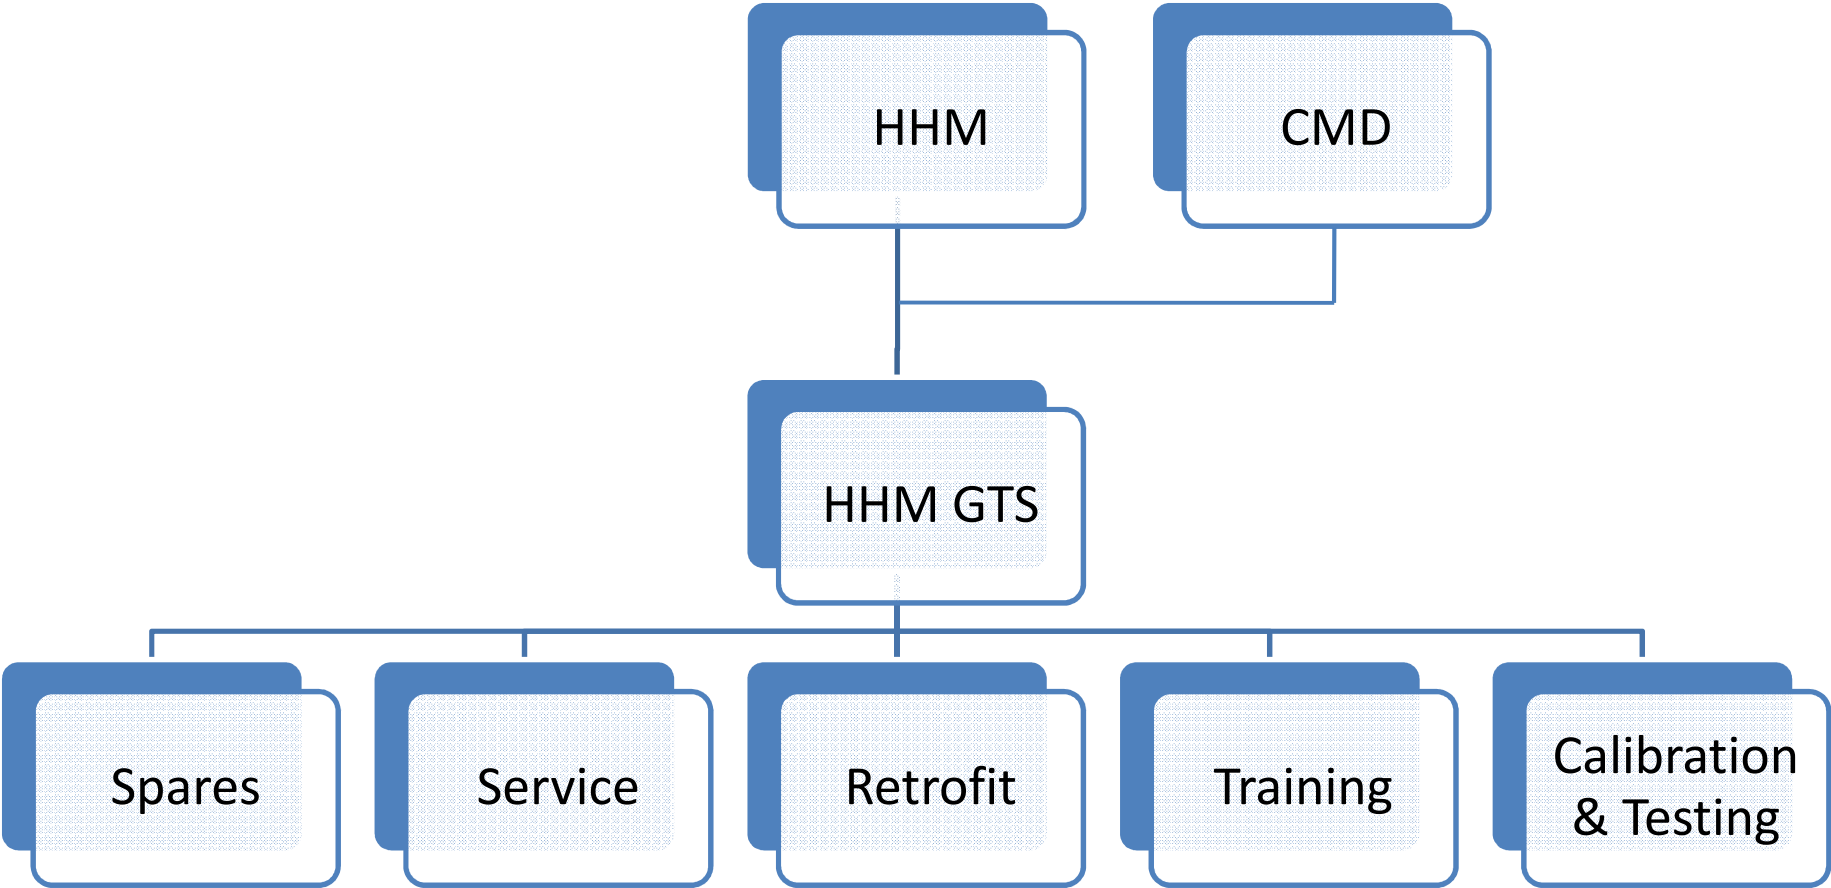 HHM
CMD
HHM GTS
Spares
Service
Retrofit
Training
Calibration
& Testing